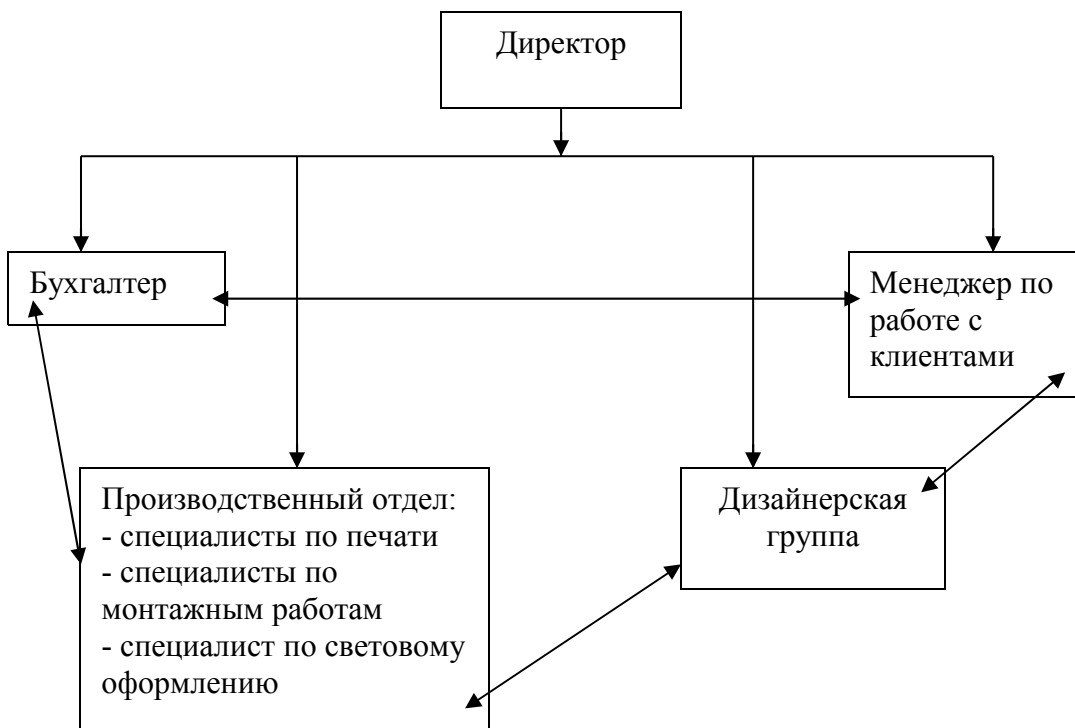 Директор
Бухгалтер
Менеджер по
работе с
клиентами
Производственный отдел:
- специалисты по печати
- специалисты по
монтажным работам
- специалист по световому
оформлению
Дизайнерская
группа